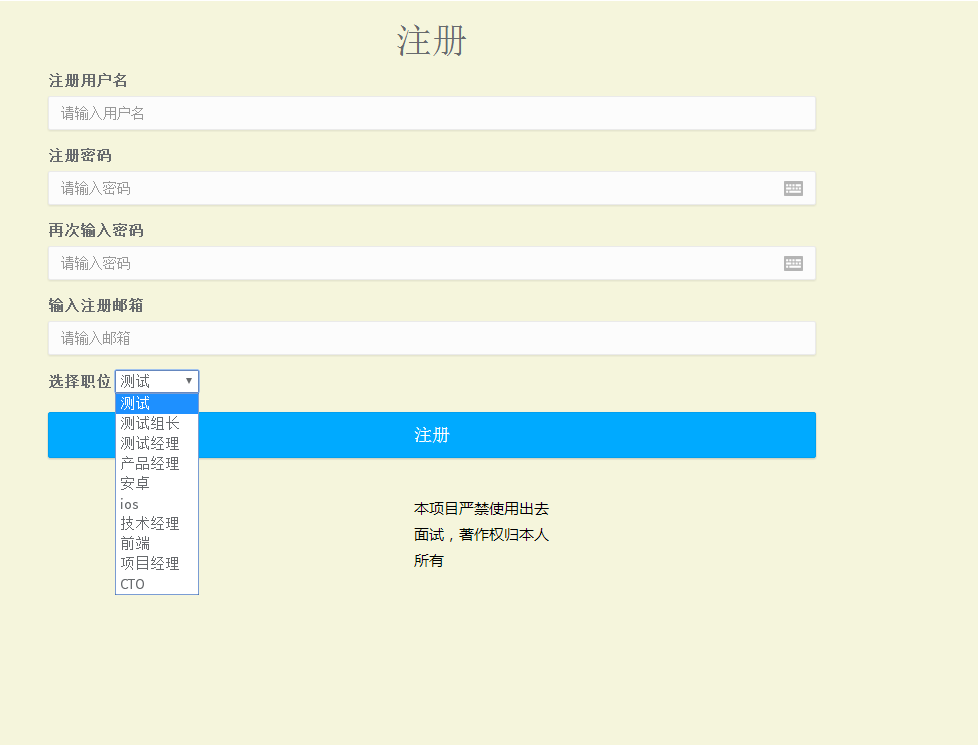 注册
注册用户名
请输入用户名
注册密码
请输入密码
再次输入密码
请输入密码
输入注册邮箱
请输入邮箱
选择职位 测试
测试
测试组长
测试经理
产品经理
安卓
ios
技术经理
前端
项目经理
CTO
注册
本项目严禁使用出去
面试，著作权归本人
所有